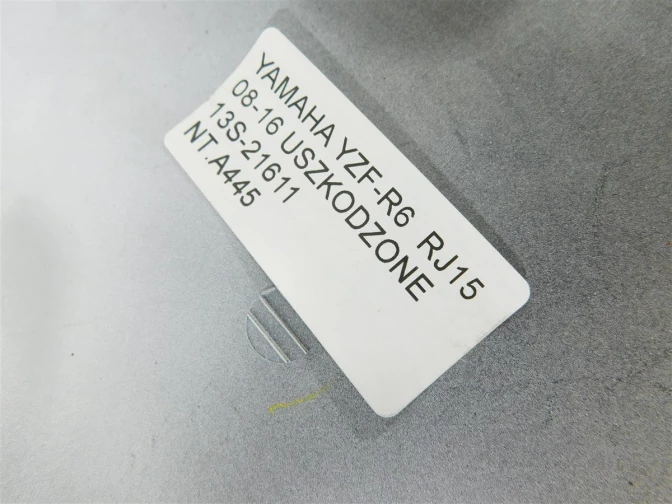 YAMAHA YZF-R6 RJ15
08-16 USZKODZONE
13S-21611
NT.A445